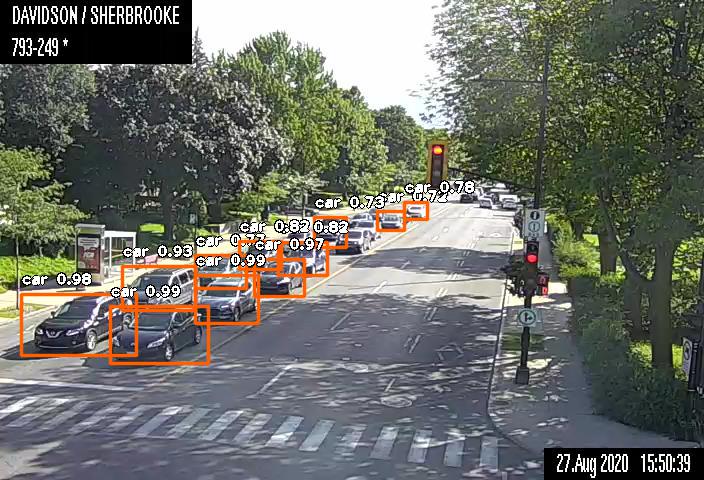 DAVIDSON / SHERBROOKE
793-249 *
car 0.78
car 0.72
car 0.73
car 0.82
0.82
car 0.77
car 0.97
car 0.93
car 0.99
car 0.98
car 0.99
27.Aug 2020 15:50:39